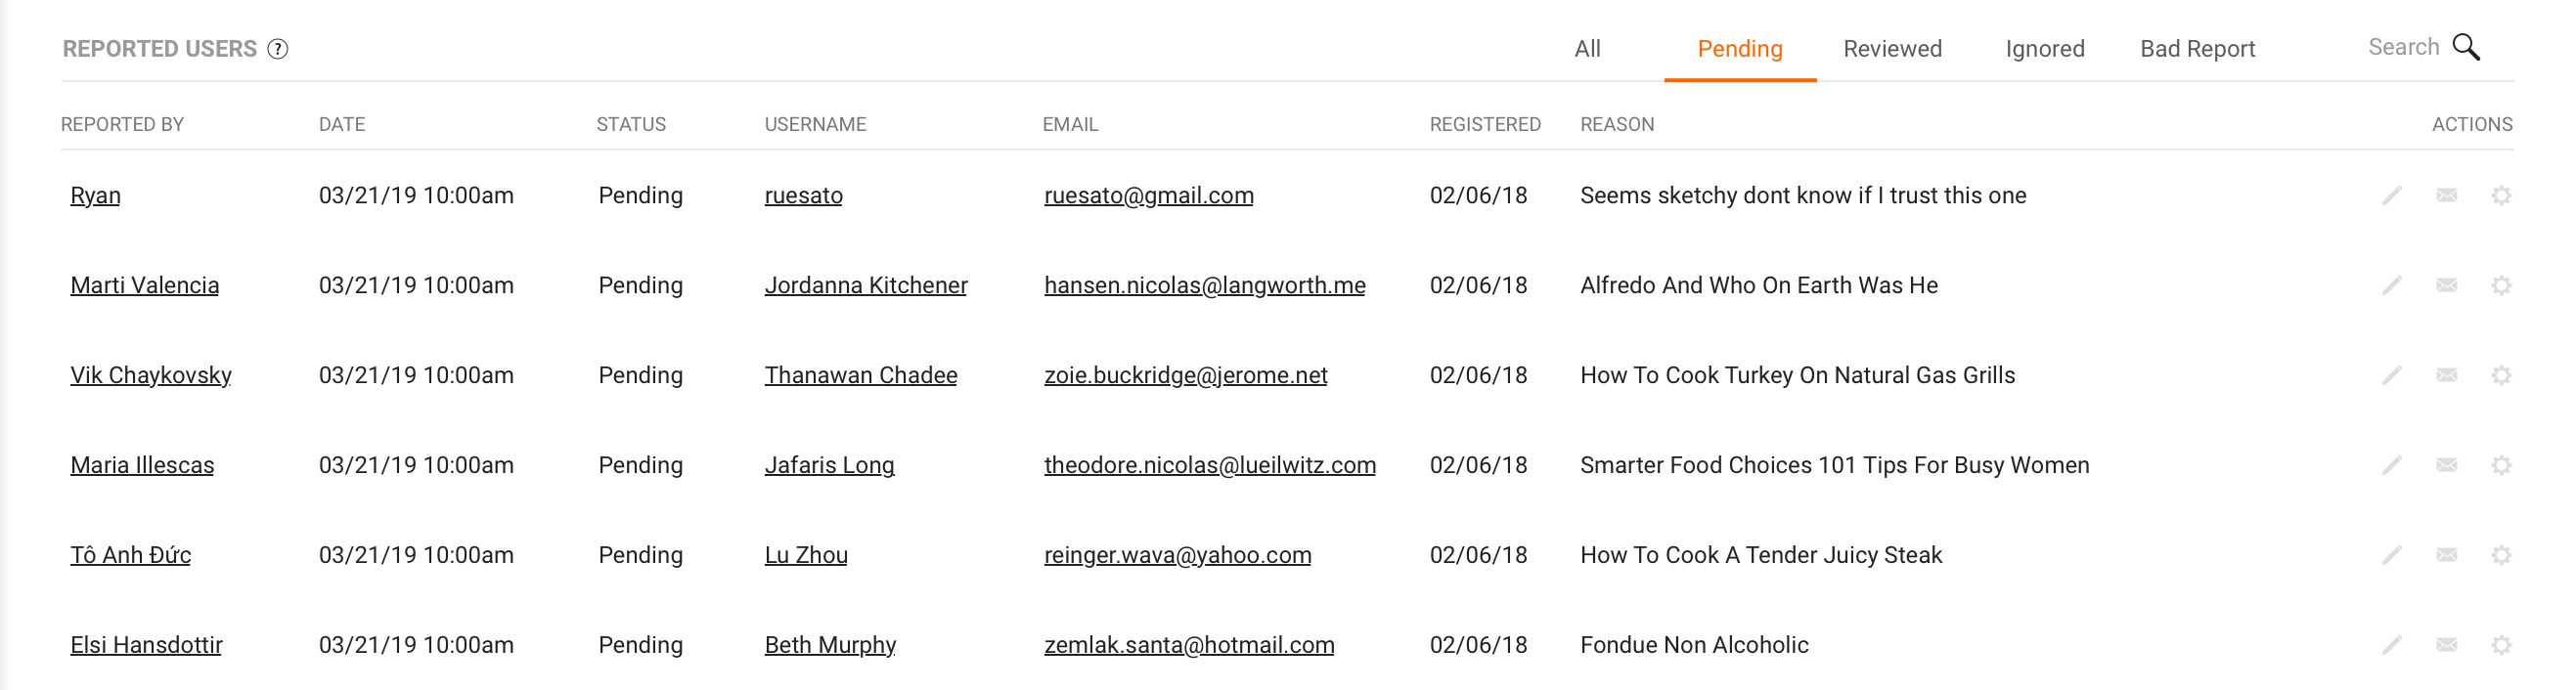 REPORTED USERS ? All Pending Reviewed Ignored Bad Report Search
REPORTED BY DATE STATUS USERNAME EMAIL REGISTERED REASON ACTIONS
Ryan 03/21/19 10:00am Pending ruesato ruesato@gmail.com 02/06/18 Seems sketchy dont know if I trust this one
Marti Valencia 03/21/19 10:00am Pending Jordanna Kitchener hansen.nicolas@langworth.me 02/06/18 Alfredo And Who On Earth Was He
Vik Chaykovsky 03/21/19 10:00am Pending Thanawan Chadee zoie.buckridge@jerome.net 02/06/18 How To Cook Turkey On Natural Gas Grills
Maria Illescas 03/21/19 10:00am Pending Jafaris Long theodore.nicolas@lueilwitz.com 02/06/18 Smarter Food Choices 101 Tips For Busy Women
Tô Anh Đức 03/21/19 10:00am Pending Lu Zhou reinger.wava@yahoo.com 02/06/18 How To Cook A Tender Juicy Steak
Elsi Hansdottir 03/21/19 10:00am Pending Beth Murphy zemlak.santa@hotmail.com 02/06/18 Fondue Non Alcoholic